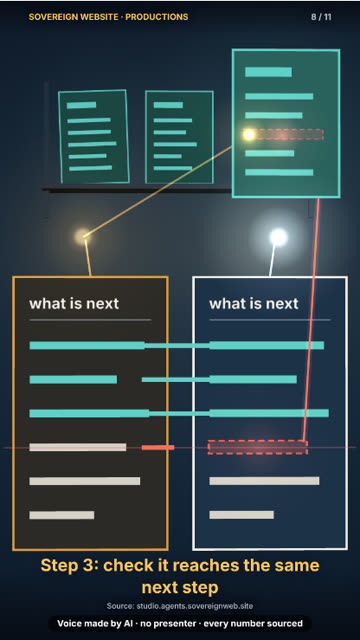 SOVEREIGN WEBSITE · PRODUCTIONS
8 / 11
what is next
what is next
Step 3: check it reaches the same
next step
Source: studio.agents.sovereignweb.site
Voice made by AI · no presenter · every number sourced